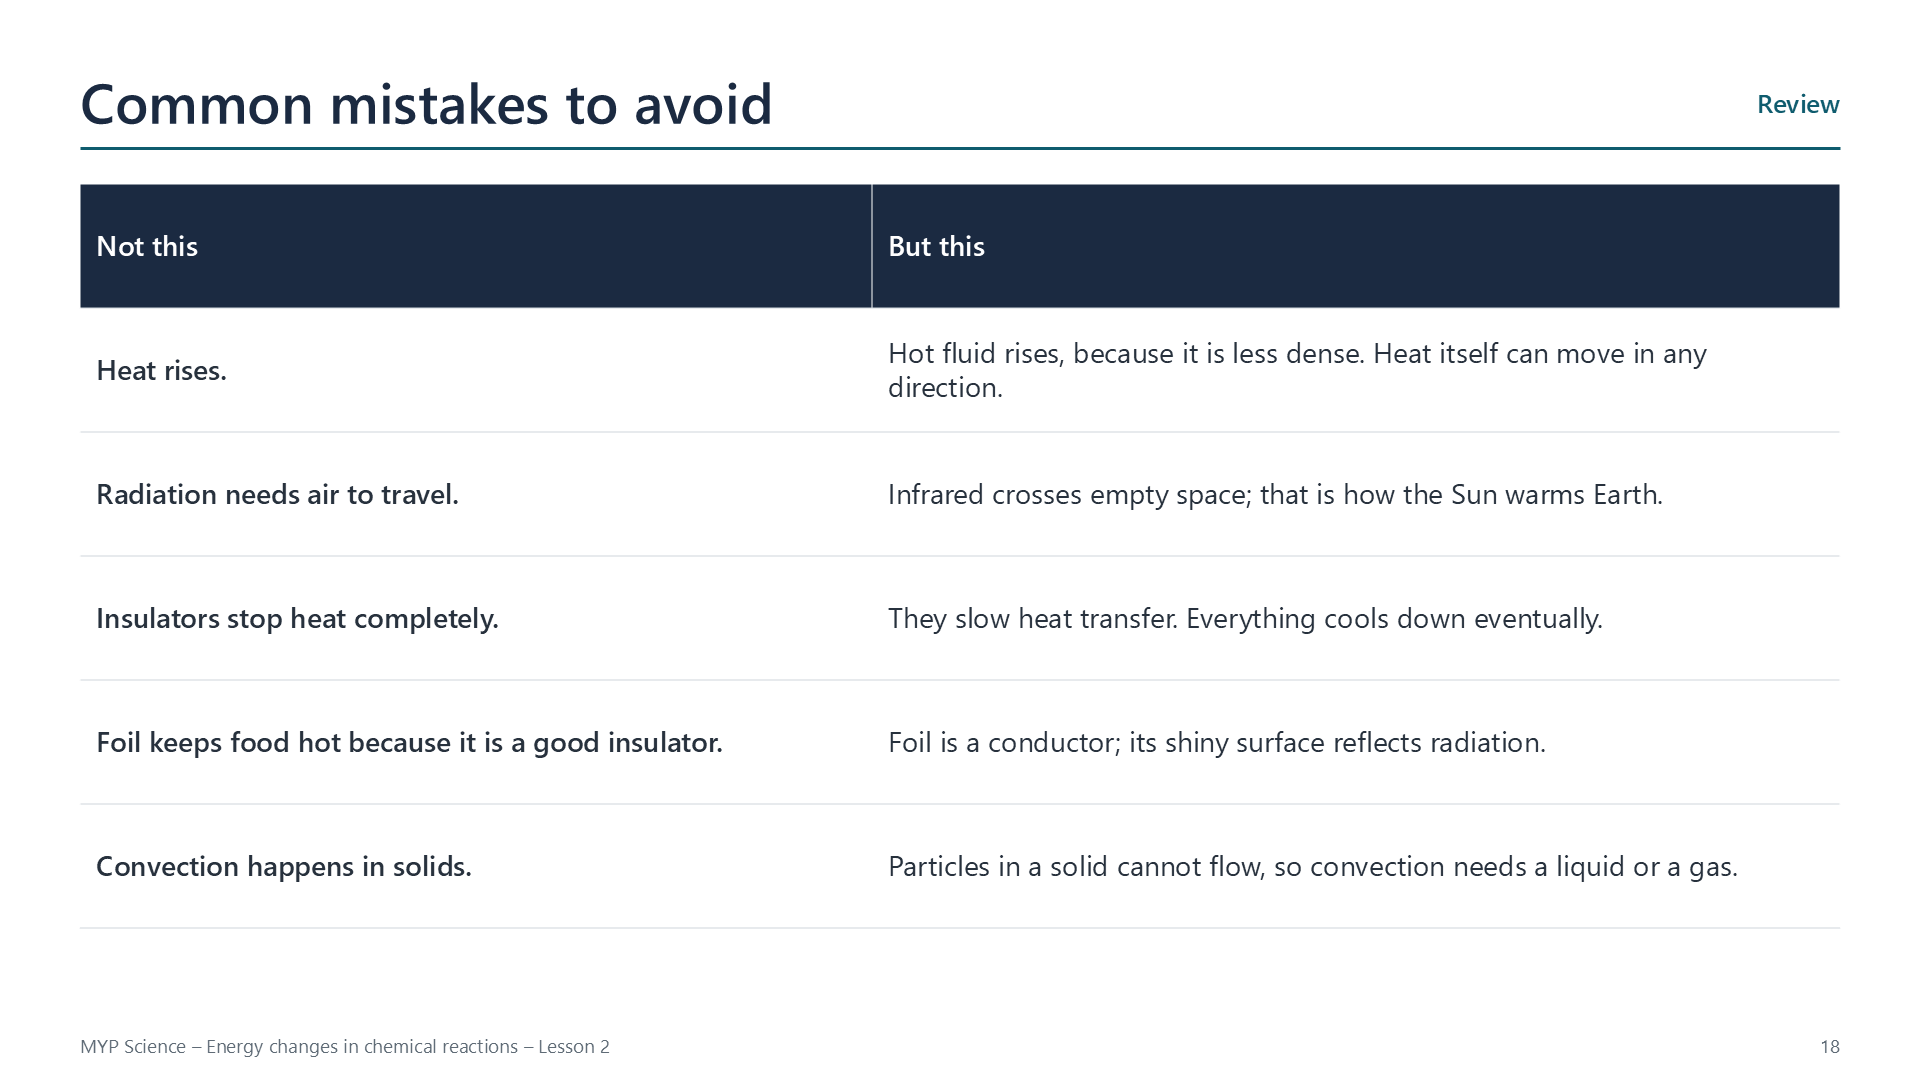 Common mistakes to avoid
Review
Not this
But this
Heat rises.
Hot fluid rises, because it is less dense. Heat itself can move in any
direction.
Radiation needs air to travel.
Infrared crosses empty space; that is how the Sun warms Earth.
Insulators stop heat completely.
They slow heat transfer. Everything cools down eventually.
Foil keeps food hot because it is a good insulator.
Foil is a conductor; its shiny surface reflects radiation.
Convection happens in solids.
Particles in a solid cannot flow, so convection needs a liquid or a gas.
MYP Science – Energy changes in chemical reactions – Lesson 2
18